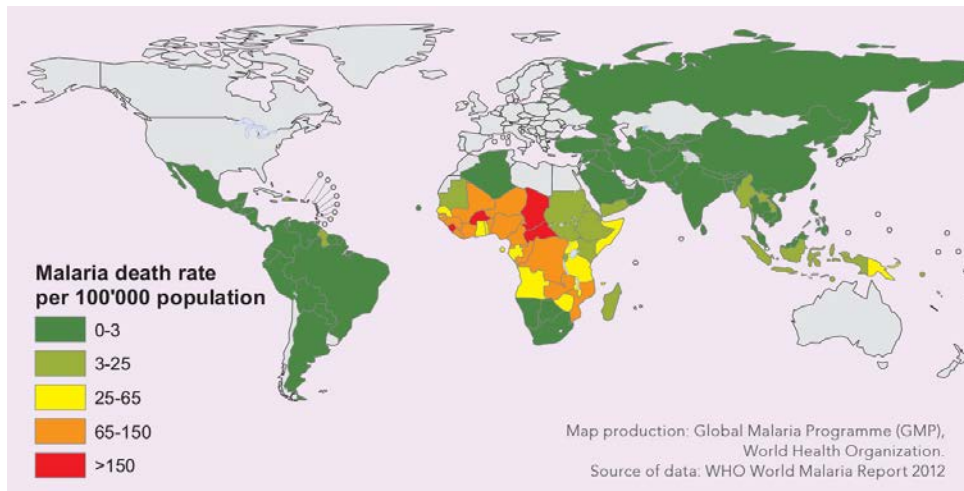 Malaria death rate
per 100'000 population
0-3
3-25
25-65
65-150
>150
Map production: Global Malaria Programme (GMP),
World Health Organization.
Source of data: WHO World Malaria Report 2012